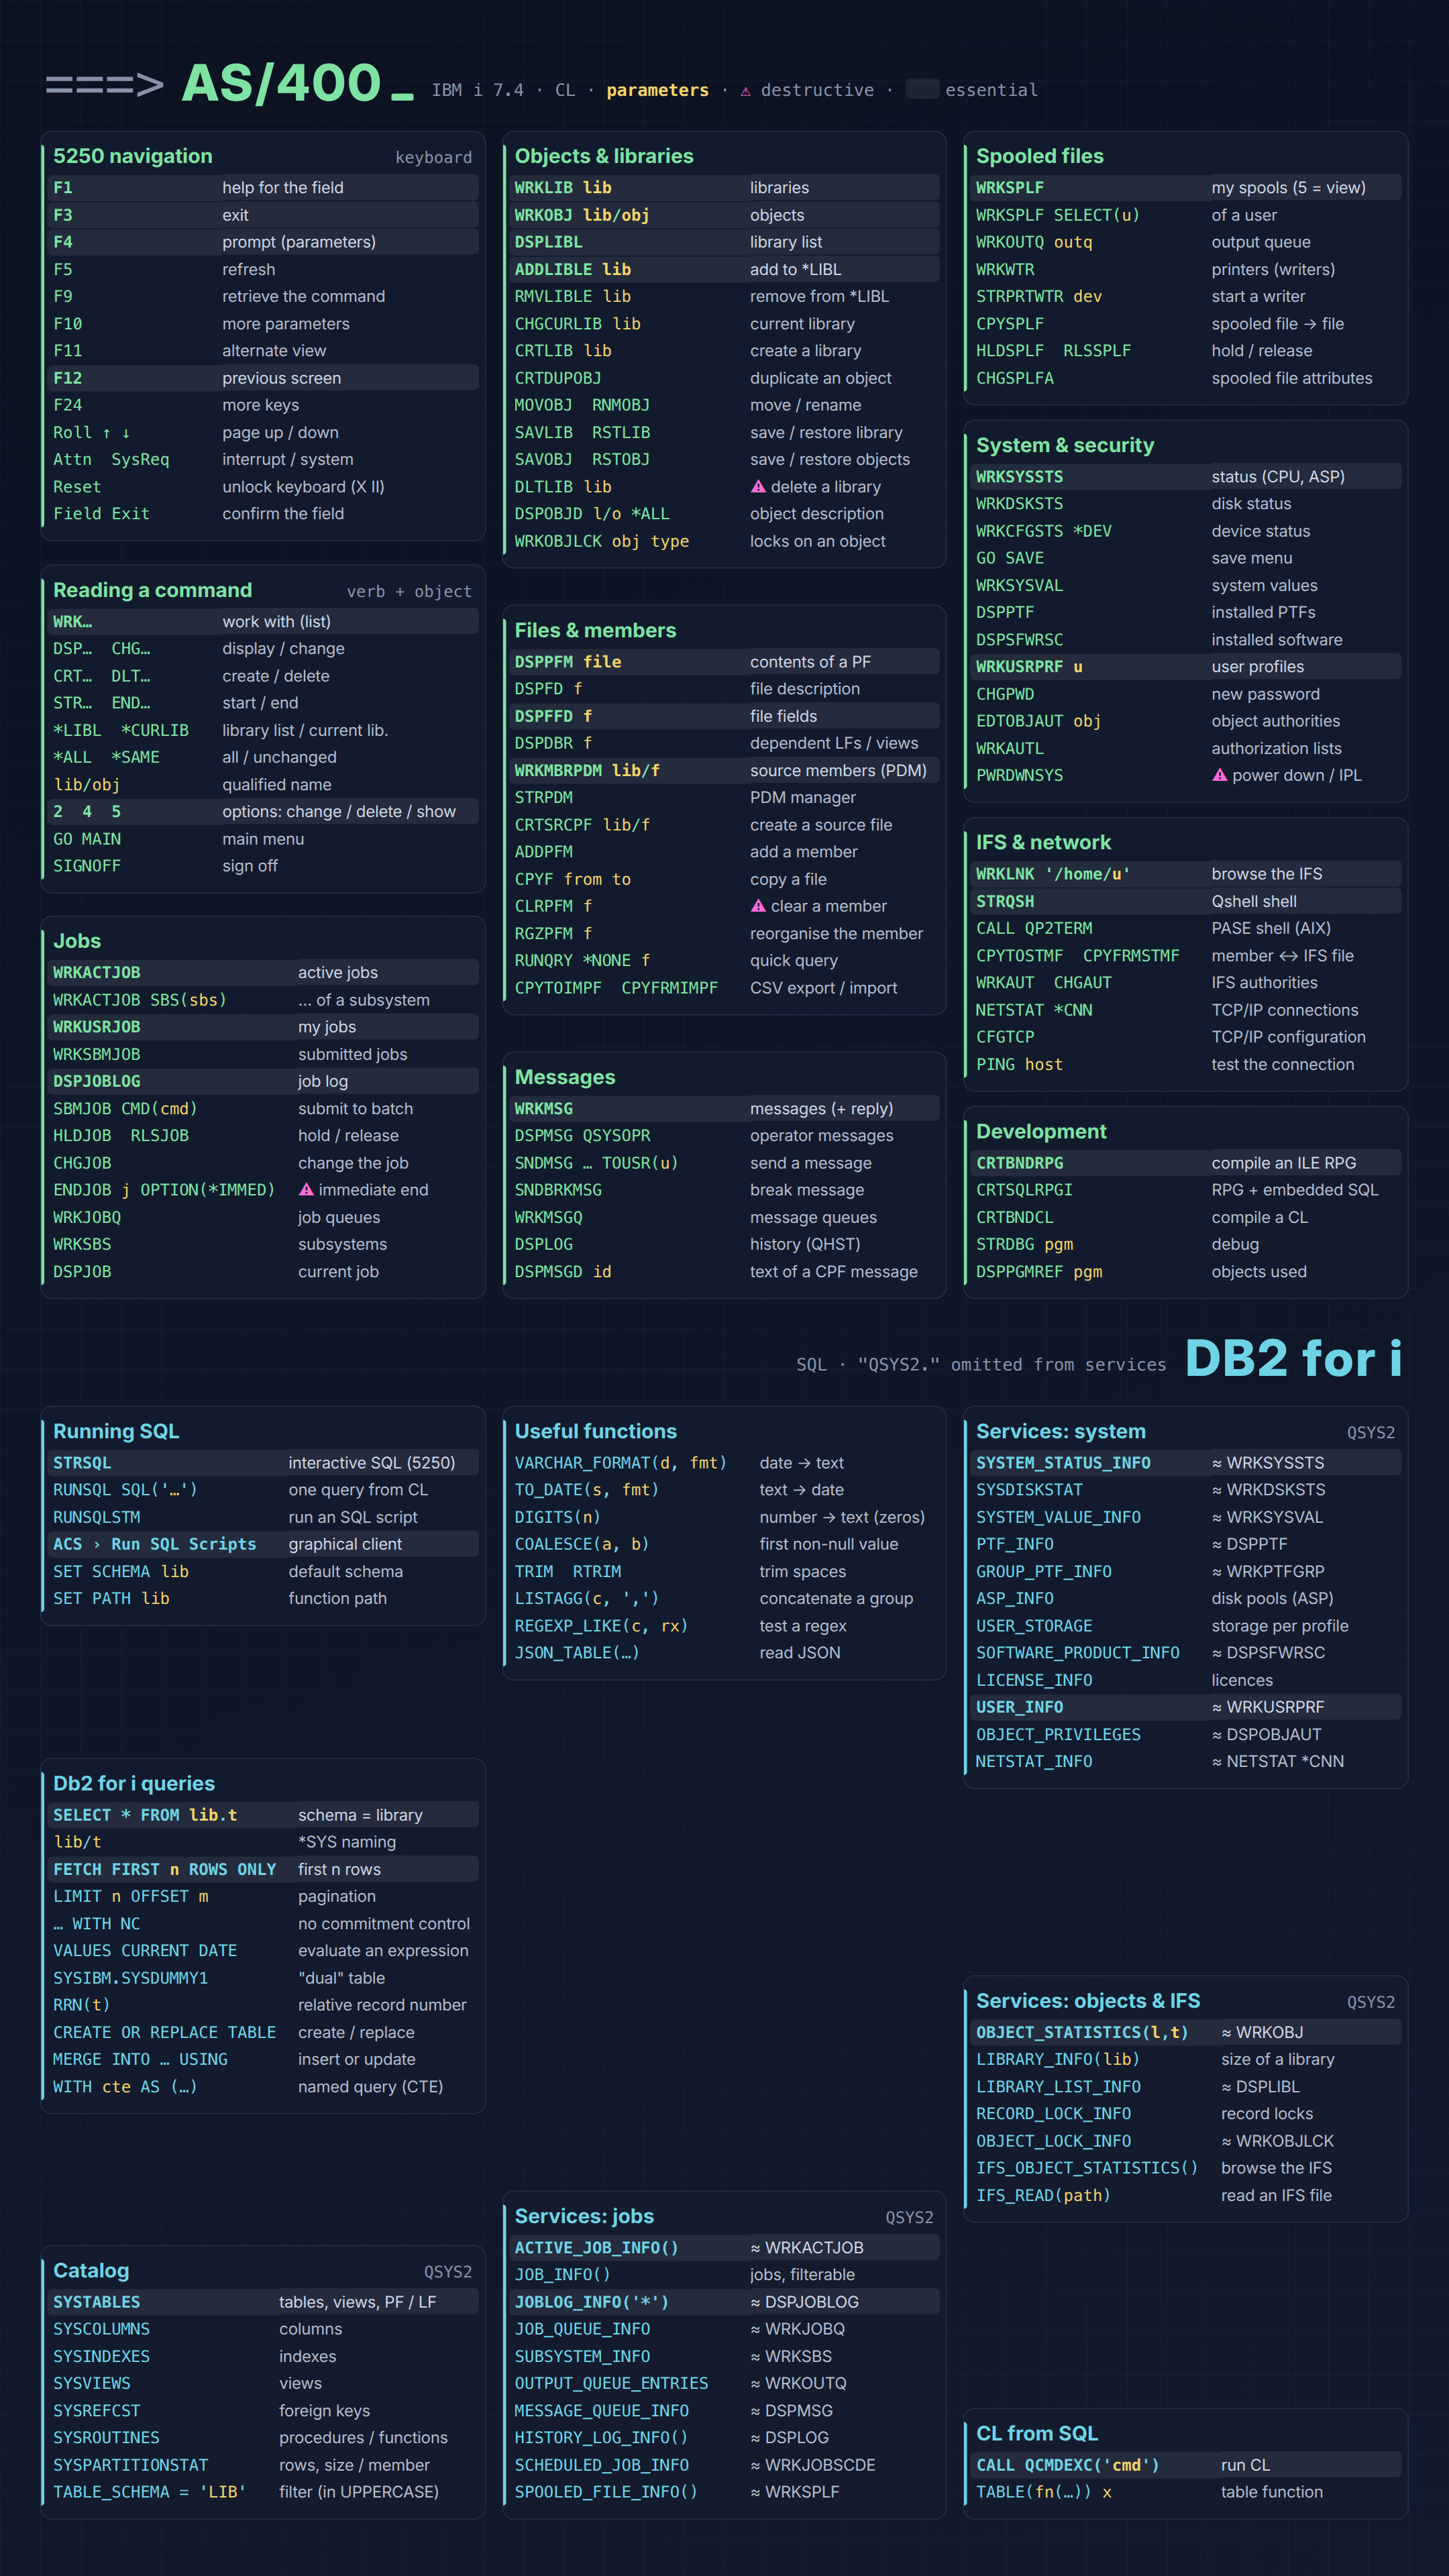 ===> AS/400_ IBM i 7.4 · CL · parameters · ⚠ destructive · essential
5250 navigation keyboard
F1 help for the field
F3 exit
F4 prompt (parameters)
F5 refresh
F9 retrieve the command
F10 more parameters
F11 alternate view
F12 previous screen
F24 more keys
Roll ↑ ↓ page up / down
Attn SysReq interrupt / system
Reset unlock keyboard (X II)
Field Exit confirm the field
Reading a command verb + object
WRK… work with (list)
DSP… CHG… display / change
CRT… DLT… create / delete
STR… END… start / end
*LIBL *CURLIB library list / current lib.
*ALL *SAME all / unchanged
lib/obj qualified name
2 4 5 options: change / delete / show
GO MAIN main menu
SIGNOFF sign off
Jobs
WRKACTJOB active jobs
WRKACTJOB SBS(sbs) … of a subsystem
WRKUSRJOB my jobs
WRKSBMJOB submitted jobs
DSPJOBLOG job log
SBMJOB CMD(cmd) submit to batch
HLDJOB RLSJOB hold / release
CHGJOB change the job
ENDJOB j OPTION(*IMMED) ⚠ immediate end
WRKJOBQ job queues
WRKSBS subsystems
DSPJOB current job
Objects & libraries
WRKLIB lib libraries
WRKOBJ lib/obj objects
DSPLIBL library list
ADDLIBLE lib add to *LIBL
RMVLIBLE lib remove from *LIBL
CHGCURLIB lib current library
CRTLIB lib create a library
CRTDUPOBJ duplicate an object
MOVOBJ RNMOBJ move / rename
SAVLIB RSTLIB save / restore library
SAVOBJ RSTOBJ save / restore objects
DLTLIB lib ⚠ delete a library
DSPOBJD l/o *ALL object description
WRKOBJLCK obj type locks on an object
Files & members
DSPPFM file contents of a PF
DSPFD f file description
DSPFFD f file fields
DSPDBR f dependent LFs / views
WRKMBRPDM lib/f source members (PDM)
STRPDM PDM manager
CRTSRCPF lib/f create a source file
ADDPFM add a member
CPYF from to copy a file
CLRPFM f ⚠ clear a member
RGZPFM f reorganise the member
RUNQRY *NONE f quick query
CPYTOIMPF CPYFRMIMPF CSV export / import
Messages
WRKMSG messages (+ reply)
DSPMSG QSYSOPR operator messages
SNDMSG … TOUSR(u) send a message
SNDBRKMSG break message
WRKMSGQ message queues
DSPLOG history (QHST)
DSPMSGD id text of a CPF message
Spooled files
WRKSPLF my spools (5 = view)
WRKSPLF SELECT(u) of a user
WRKOUTQ outq output queue
WRKWTR printers (writers)
STRPRTWTR dev start a writer
CPYSPLF spooled file → file
HLDSPLF RLSSPLF hold / release
CHGSPLFA spooled file attributes
System & security
WRKSYSSTS status (CPU, ASP)
WRKDSKSTS disk status
WRKCFGSTS *DEV device status
GO SAVE save menu
WRKSYSVAL system values
DSPPTF installed PTFs
DSPSFWRSC installed software
WRKUSRPRF u user profiles
CHGPWD new password
EDTOBJAUT obj object authorities
WRKAUTL authorization lists
PWRDWNSYS ⚠ power down / IPL
IFS & network
WRKLNK '/home/u' browse the IFS
STRQSH Qshell shell
CALL QP2TERM PASE shell (AIX)
CPYTOSTMF CPYFRMSTMF member ↔ IFS file
WRKAUT CHGAUT IFS authorities
NETSTAT *CNN TCP/IP connections
CFGTCP TCP/IP configuration
PING host test the connection
Development
CRTBNDRPG compile an ILE RPG
CRTSQLRPGI RPG + embedded SQL
CRTBNDCL compile a CL
STRDBG pgm debug
DSPPGMREF pgm objects used
SQL · "QSYS2." omitted from services DB2 for i
Running SQL
STRSQL interactive SQL (5250)
RUNSQL SQL('…') one query from CL
RUNSQLSTM run an SQL script
ACS › Run SQL Scripts graphical client
SET SCHEMA lib default schema
SET PATH lib function path
Db2 for i queries
SELECT * FROM lib.t schema = library
lib/t *SYS naming
FETCH FIRST n ROWS ONLY first n rows
LIMIT n OFFSET m pagination
… WITH NC no commitment control
VALUES CURRENT DATE evaluate an expression
SYSIBM.SYSDUMMY1 "dual" table
RRN(t) relative record number
CREATE OR REPLACE TABLE create / replace
MERGE INTO … USING insert or update
WITH cte AS (…) named query (CTE)
Catalog QSYS2
SYSTABLES tables, views, PF / LF
SYSCOLUMNS columns
SYSINDEXES indexes
SYSVIEWS views
SYSREFCST foreign keys
SYSROUTINES procedures / functions
SYSPARTITIONSTAT rows, size / member
TABLE_SCHEMA = 'LIB' filter (in UPPERCASE)
Useful functions
VARCHAR_FORMAT(d, fmt) date → text
TO_DATE(s, fmt) text → date
DIGITS(n) number → text (zeros)
COALESCE(a, b) first non-null value
TRIM RTRIM trim spaces
LISTAGG(c, ',') concatenate a group
REGEXP_LIKE(c, rx) test a regex
JSON_TABLE(…) read JSON
Services: jobs QSYS2
ACTIVE_JOB_INFO() ≈ WRKACTJOB
JOB_INFO() jobs, filterable
JOBLOG_INFO('*') ≈ DSPJOBLOG
JOB_QUEUE_INFO ≈ WRKJOBQ
SUBSYSTEM_INFO ≈ WRKSBS
OUTPUT_QUEUE_ENTRIES ≈ WRKOUTQ
MESSAGE_QUEUE_INFO ≈ DSPMSG
HISTORY_LOG_INFO() ≈ DSPLOG
SCHEDULED_JOB_INFO ≈ WRKJOBSCDE
SPOOLED_FILE_INFO() ≈ WRKSPLF
Services: system QSYS2
SYSTEM_STATUS_INFO ≈ WRKSYSSTS
SYSDISKSTAT ≈ WRKDSKSTS
SYSTEM_VALUE_INFO ≈ WRKSYSVAL
PTF_INFO ≈ DSPPTF
GROUP_PTF_INFO ≈ WRKPTFGRP
ASP_INFO disk pools (ASP)
USER_STORAGE storage per profile
SOFTWARE_PRODUCT_INFO ≈ DSPSFWRSC
LICENSE_INFO licences
USER_INFO ≈ WRKUSRPRF
OBJECT_PRIVILEGES ≈ DSPOBJAUT
NETSTAT_INFO ≈ NETSTAT *CNN
Services: objects & IFS QSYS2
OBJECT_STATISTICS(l,t) ≈ WRKOBJ
LIBRARY_INFO(lib) size of a library
LIBRARY_LIST_INFO ≈ DSPLIBL
RECORD_LOCK_INFO record locks
OBJECT_LOCK_INFO ≈ WRKOBJLCK
IFS_OBJECT_STATISTICS() browse the IFS
IFS_READ(path) read an IFS file
CL from SQL
CALL QCMDEXC('cmd') run CL
TABLE(fn(…)) x table function